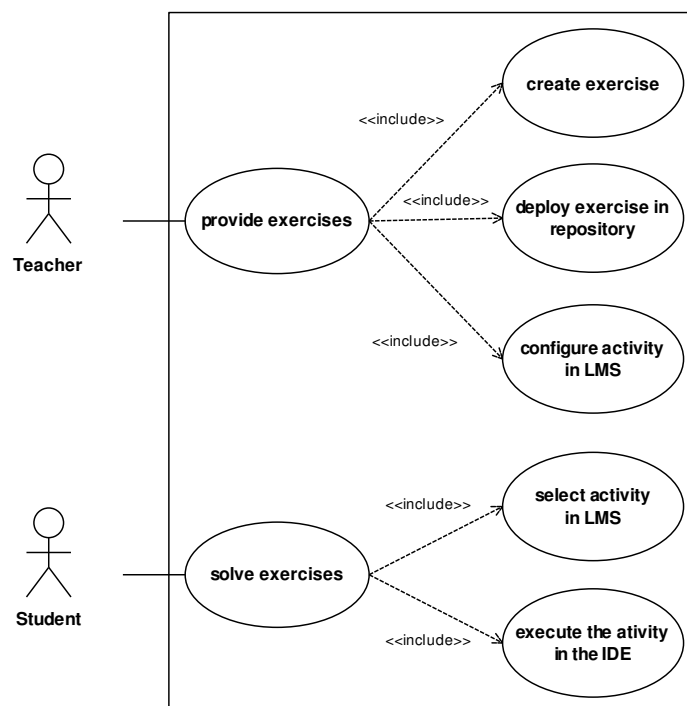 create exercise
<<include>>
<<include>>
provide exercises
deploy exercise in
repository
Teacher
<<include>>
configure activity
in LMS
<<include>>
select activity
in LMS
solve exercises
Student
<<include>>
execute the ativity
in the IDE